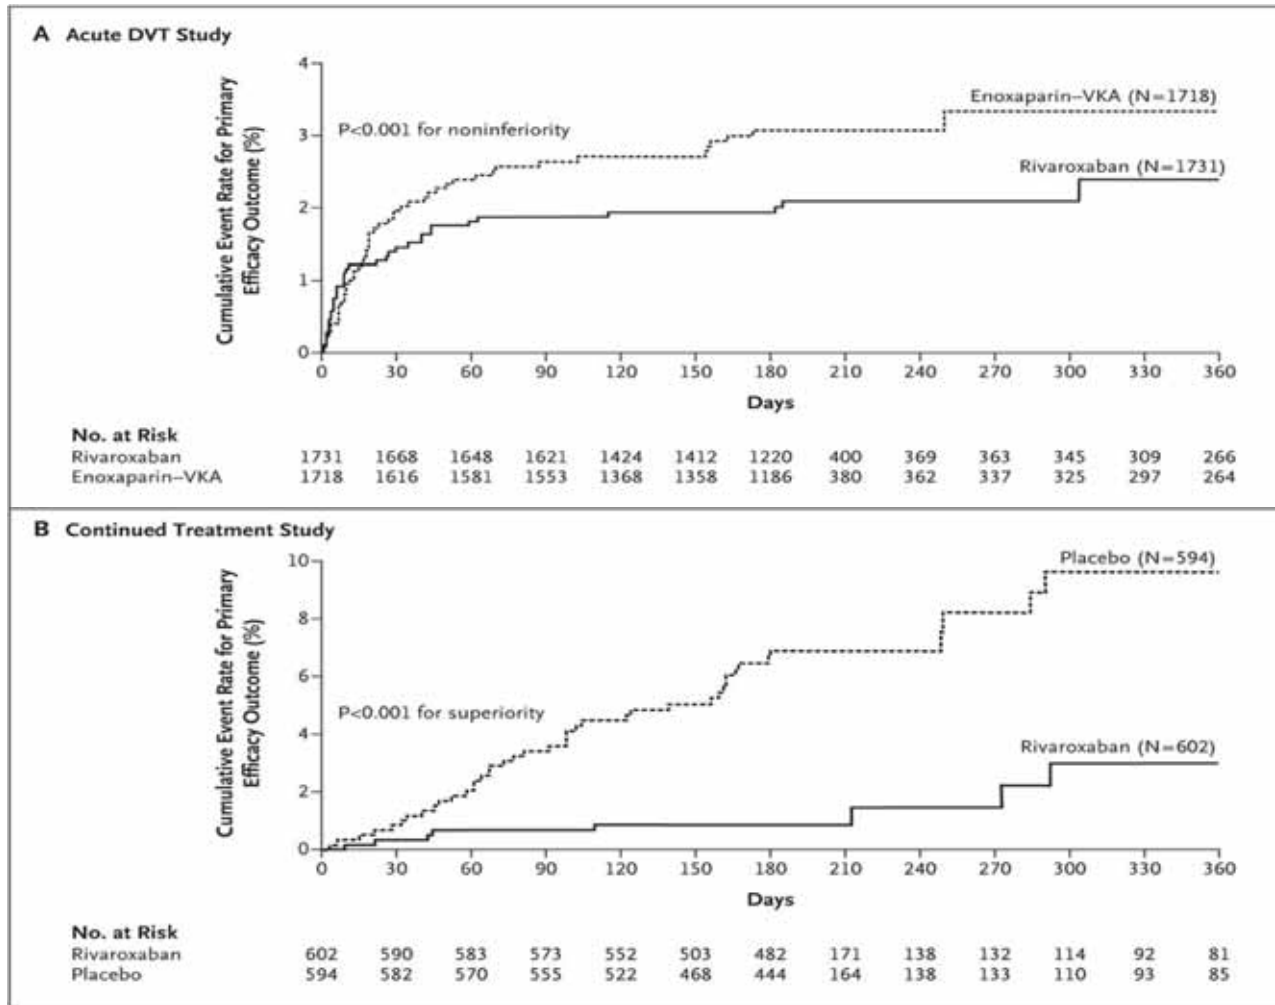 A Acute DVT Study
Cumulative Event Rate for Primary
Efficacy Outcome (%)
4
3
2
1
0
P<0.001 for noninferiority
Enoxaparin–VKA (N=1718)
Rivaroxaban (N=1731)
0 30 60 90 120 150 180 210 240 270 300 330 360
Days
No. at Risk
Rivaroxaban 1731 1668 1648 1621 1424 1412 1220 400 369 363 345 309 266
Enoxaparin–VKA 1718 1616 1581 1553 1368 1358 1186 380 362 337 325 297 264
B Continued Treatment Study
Cumulative Event Rate for Primary
Efficacy Outcome (%)
10
8
6
4
2
0
P<0.001 for superiority
Placebo (N=594)
Rivaroxaban (N=602)
0 30 60 90 120 150 180 210 240 270 300 330 360
Days
No. at Risk
Rivaroxaban 602 590 583 573 552 503 482 171 138 132 114 92 81
Placebo 594 582 570 555 522 468 444 164 138 133 110 93 85